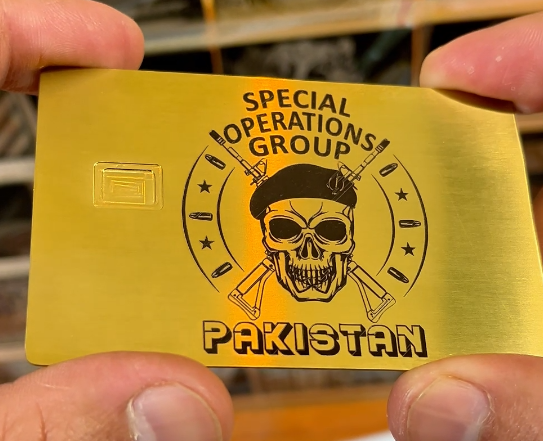 SPECIAL
OPERATIONS
GROUP
PAKISTAN